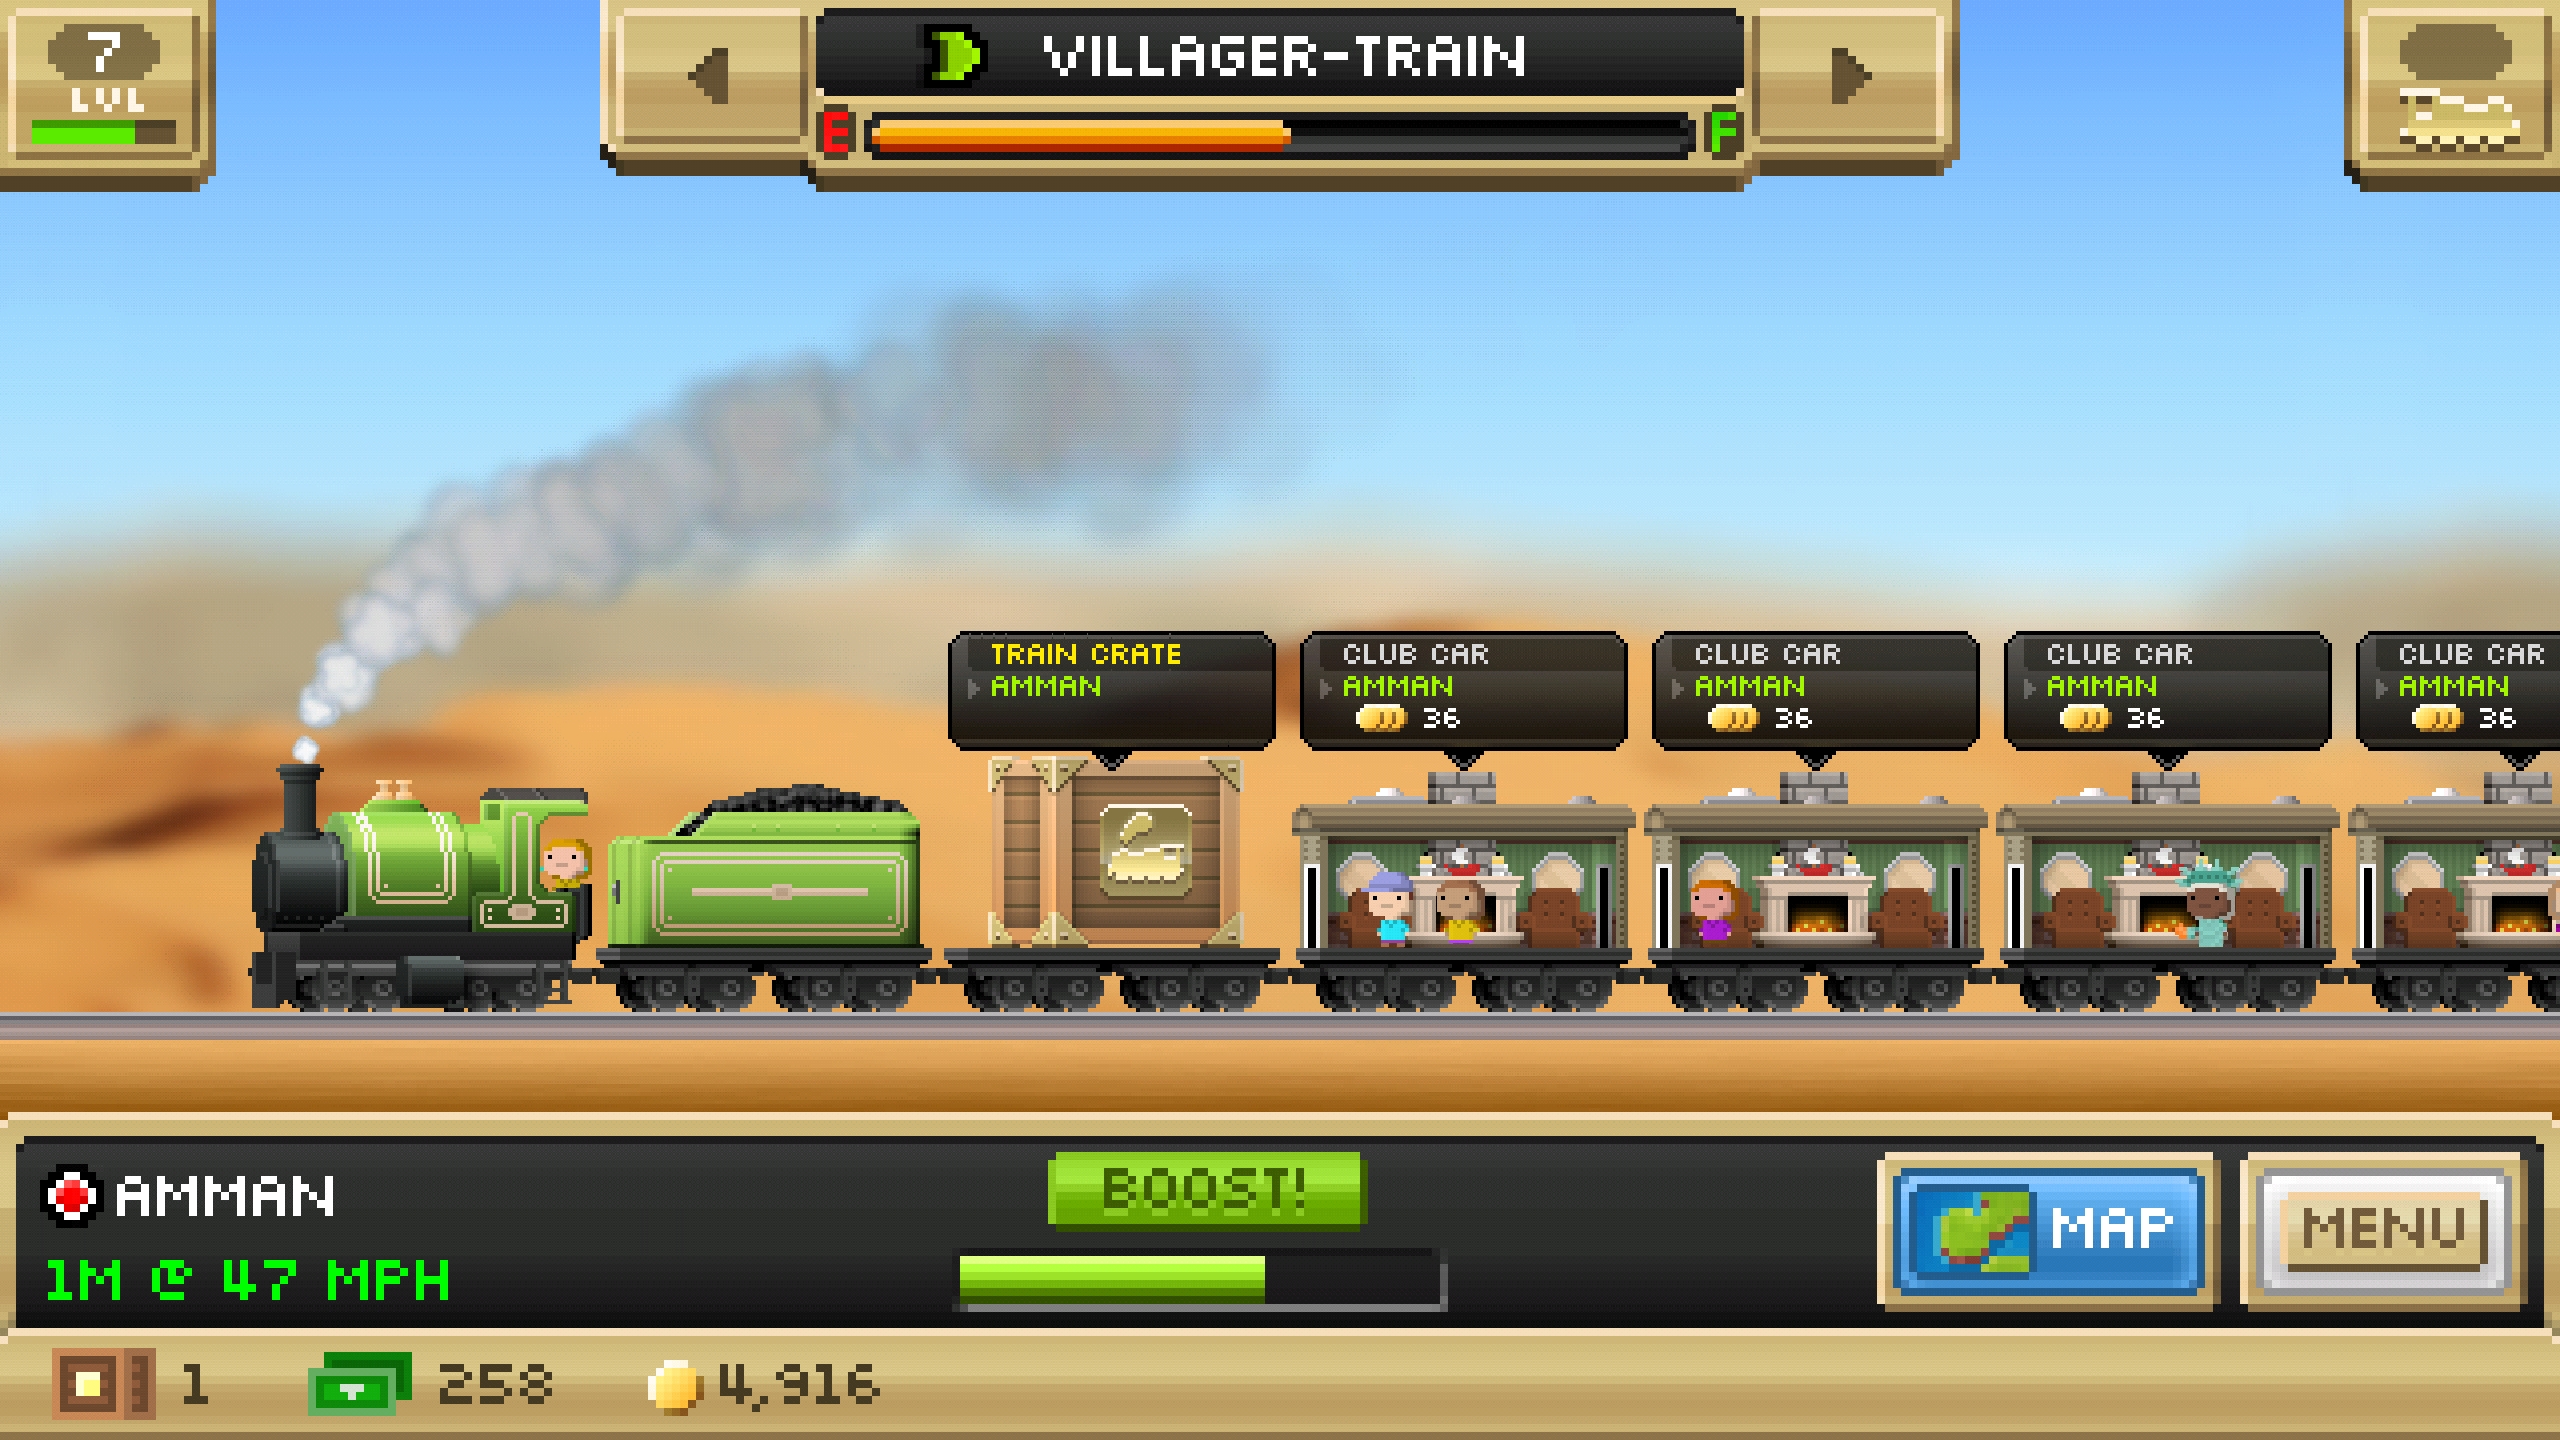 7
LVL
VILLAGER-TRAIN
E F
TRAIN CRATE
AMMAN
CLUB CAR
AMMAN
36
CLUB CAR
AMMAN
36
CLUB CAR
AMMAN
36
CLUB CAR
AMMAN
36
AMMAN
1M @ 47 MPH
BOOST!
MAP
MENU
1 258 4,916